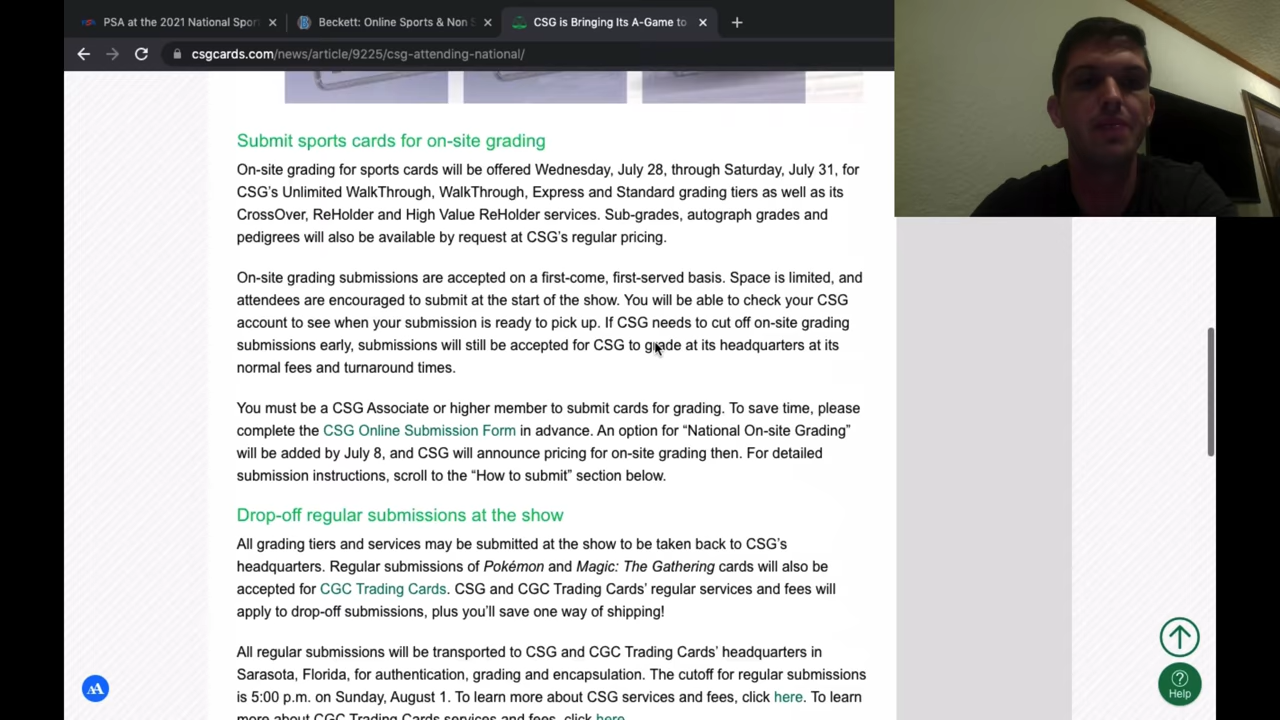 PSA at the 2021 National Spor
Beckett: Online Sports & Non S
CSG is Bringing Its A-Game to
csgcards.com/news/article/9225/csg-attending-national/
Submit sports cards for on-site grading
On-site grading for sports cards will be offered Wednesday, July 28, through Saturday, July 31, for
CSG’s Unlimited WalkThrough, WalkThrough, Express and Standard grading tiers as well as its
CrossOver, ReHolder and High Value ReHolder services. Sub-grades, autograph grades and
pedigrees will also be available by request at CSG’s regular pricing.
On-site grading submissions are accepted on a first-come, first-served basis. Space is limited, and
attendees are encouraged to submit at the start of the show. You will be able to check your CSG
account to see when your submission is ready to pick up. If CSG needs to cut off on-site grading
submissions early, submissions will still be accepted for CSG to grade at its headquarters at its
normal fees and turnaround times.
You must be a CSG Associate or higher member to submit cards for grading. To save time, please
complete the CSG Online Submission Form in advance. An option for “National On-site Grading”
will be added by July 8, and CSG will announce pricing for on-site grading then. For detailed
submission instructions, scroll to the “How to submit” section below.
Drop-off regular submissions at the show
All grading tiers and services may be submitted at the show to be taken back to CSG’s
headquarters. Regular submissions of Pokémon and Magic: The Gathering cards will also be
accepted for CGC Trading Cards. CSG and CGC Trading Cards’ regular services and fees will
apply to drop-off submissions, plus you’ll save one way of shipping!
All regular submissions will be transported to CSG and CGC Trading Cards’ headquarters in
Sarasota, Florida, for authentication, grading and encapsulation. The cutoff for regular submissions
is 5:00 p.m. on Sunday, August 1. To learn more about CSG services and fees, click here. To learn
more about CGC Trading Cards services and fees, click here.
AA
Help